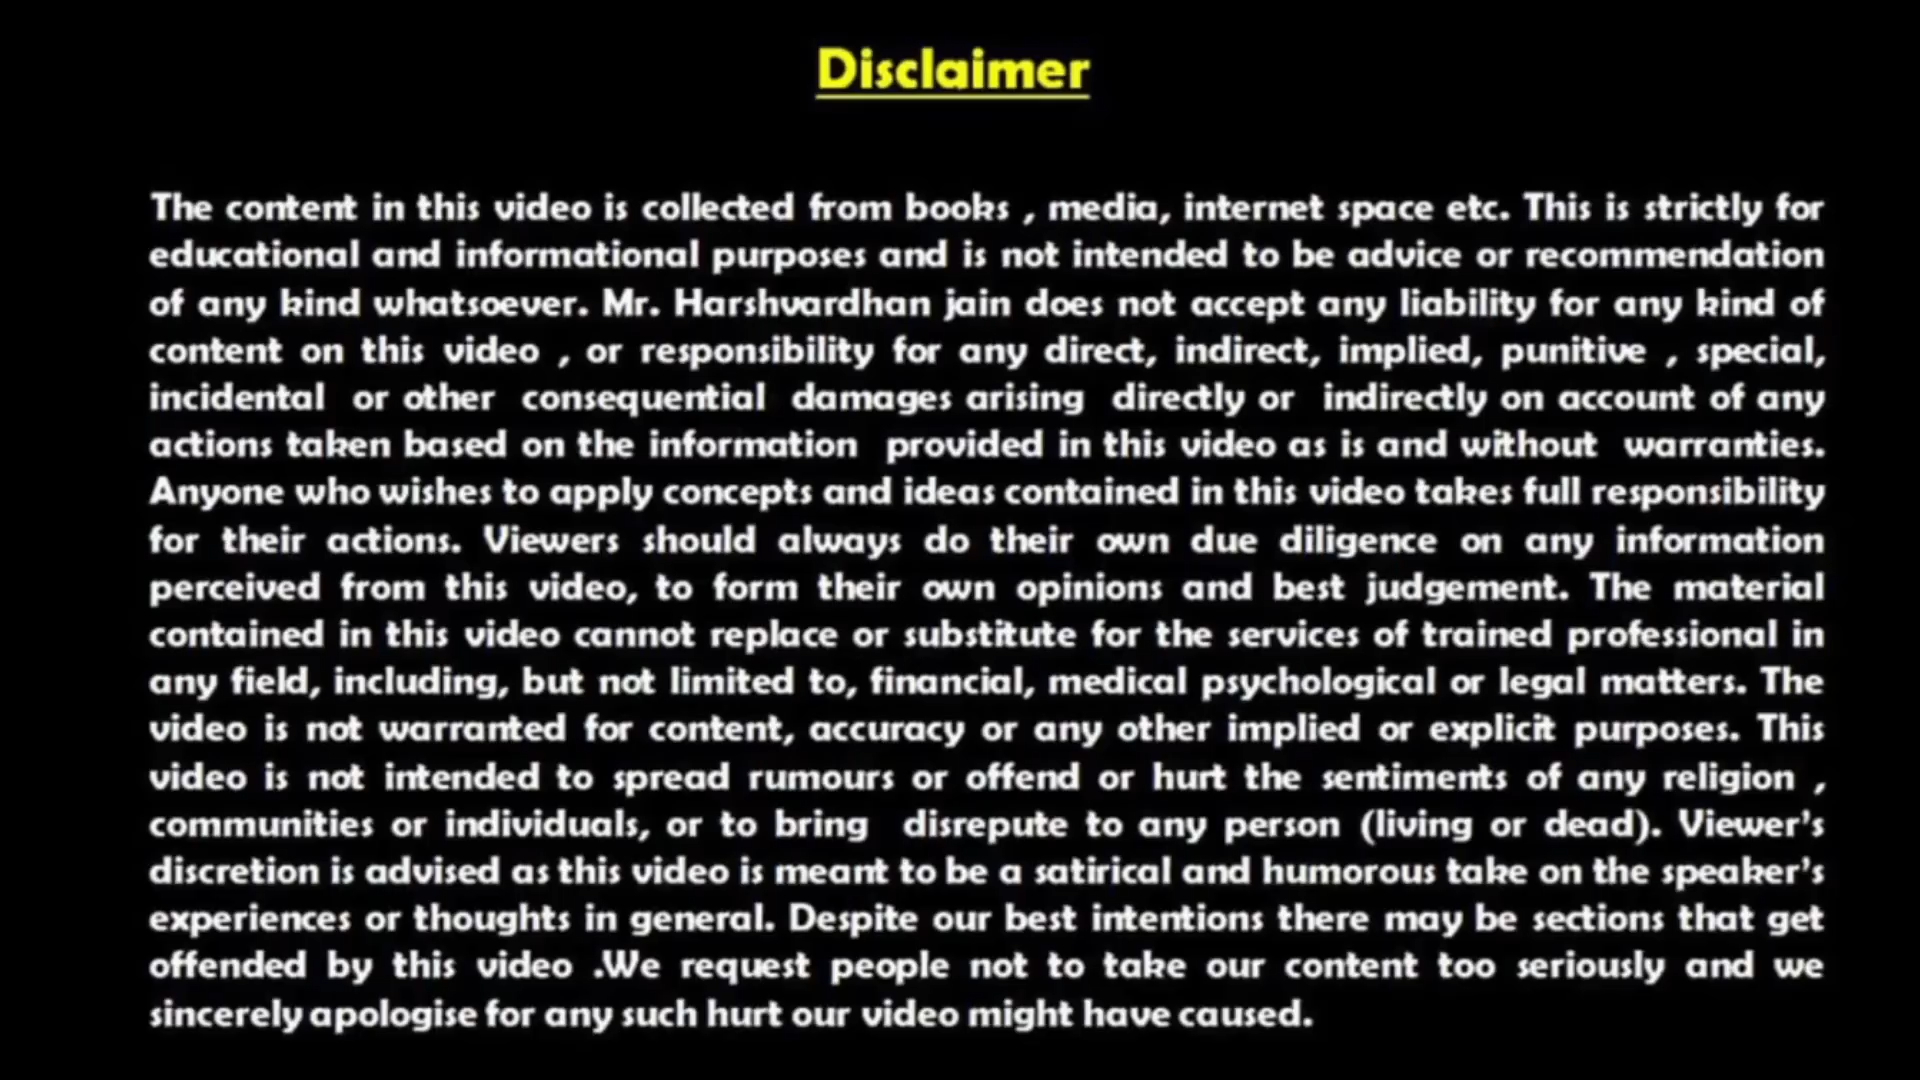 Disclaimer
The content in this video is collected from books , media, internet space etc. This is strictly for
educational and informational purposes and is not intended to be advice or recommendation
of any kind whatsoever. Mr. Harshvardhan jain does not accept any liability for any kind of
content on this video , or responsibility for any direct, indirect, implied, punitive , special,
incidental or other consequential damages arising directly or indirectly on account of any
actions taken based on the information provided in this video as is and without warranties.
Anyone who wishes to apply concepts and ideas contained in this video takes full responsibility
for their actions. Viewers should always do their own due diligence on any information
perceived from this video, to form their own opinions and best judgement. The material
contained in this video cannot replace or substitute for the services of trained professional in
any field, including, but not limited to, financial, medical psychological or legal matters. The
video is not warranted for content, accuracy or any other implied or explicit purposes. This
video is not intended to spread rumours or offend or hurt the sentiments of any religion ,
communities or individuals, or to bring disrepute to any person (living or dead). Viewer's
discretion is advised as this video is meant to be a satirical and humorous take on the speaker's
experiences or thoughts in general. Despite our best intentions there may be sections that get
offended by this video .We request people not to take our content too seriously and we
sincerely apologise for any such hurt our video might have caused.